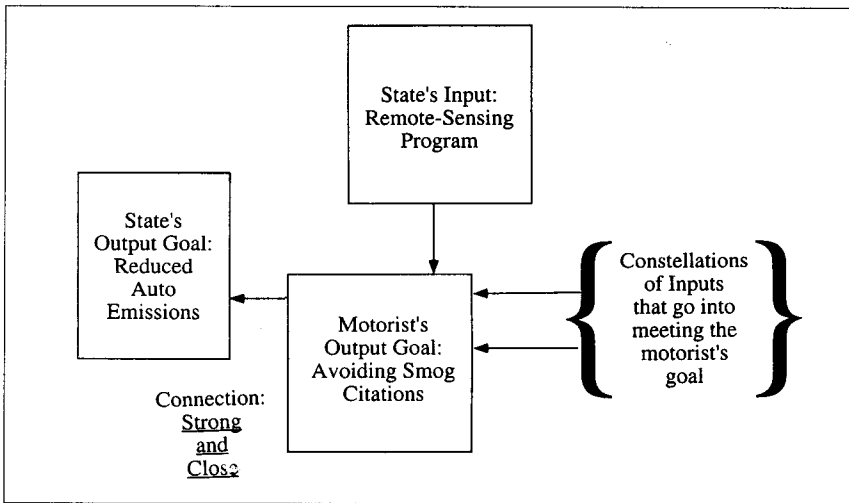 State's Input:
Remote-Sensing
Program
State's
Output Goal:
Reduced
Auto
Emissions
Motorist's
Output Goal:
Avoiding Smog
Citations
Constellations
of Inputs
that go into
meeting the
motorist's
goal
Connection:
Strong
and
Close